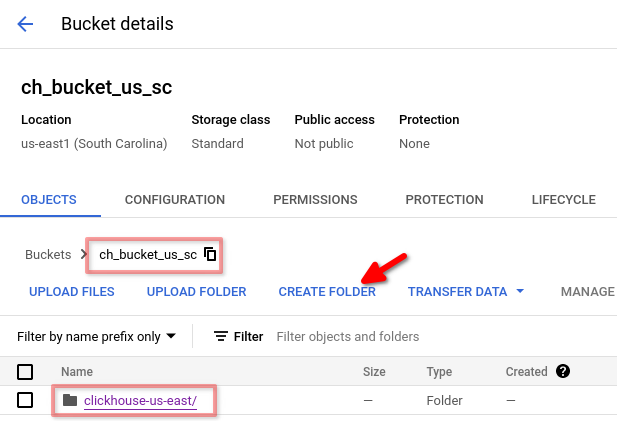 Bucket details
ch_bucket_us_sc
Location Storage class Public access Protection
us-east1 (South Carolina) Standard Not public None
OBJECTS CONFIGURATION PERMISSIONS PROTECTION LIFECYCLE
Buckets ch_bucket_us_sc
UPLOAD FILES UPLOAD FOLDER CREATE FOLDER TRANSFER DATA MANAGE
Filter by name prefix only Filter Filter objects and folders
Name Size Type Created ?
clickhouse-us-east/ — Folder —